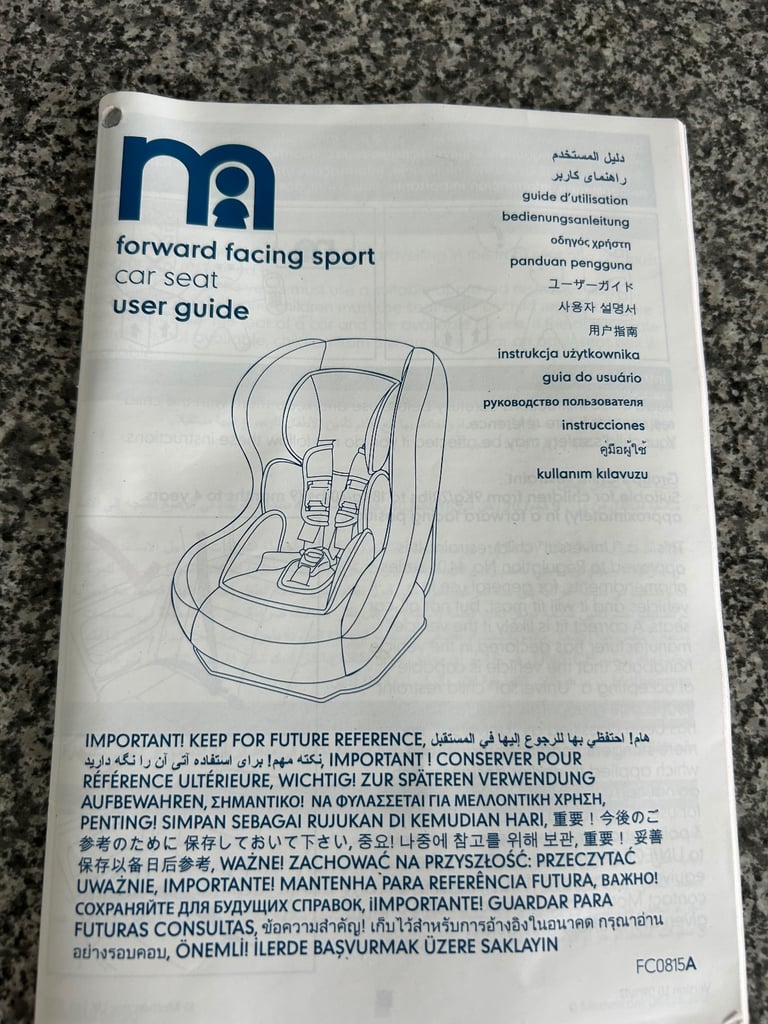 m
forward facing sport
car seat
user guide
دليل المستخدم
راهنمای کاربر
guide d'utilisation
bedienungsanleitung
οδηγός χρήστη
panduan pengguna
ユーザーガイド
사용자 설명서
用户指南
instrukcja użytkownika
guia do usuário
руководство пользователя
instrucciones
คู่มือผู้ใช้
kullanım kılavuzu
IMPORTANT! KEEP FOR FUTURE REFERENCE, هام! احتفظي بها للرجوع إليها في المستقبل
نکته مهم! برای استفاده آتی آن را نگه دارید, IMPORTANT ! CONSERVER POUR
RÉFÉRENCE ULTÉRIEURE, WICHTIG! ZUR SPÄTEREN VERWENDUNG
AUFBEWAHREN, ΣΗΜΑΝΤΙΚΟ! ΝΑ ΦΥΛΑΣΣΕΤΑΙ ΓΙΑ ΜΕΛΛΟΝΤΙΚΗ ΧΡΗΣΗ,
PENTING! SIMPAN SEBAGAI RUJUKAN DI KEMUDIAN HARI, 重要！今後のご
参考のために 保存しておいて下さい, 중요! 나중에 참고를 위해 보관, 重要！ 妥善
保存以备日后参考, WAŻNE! ZACHOWAĆ NA PRZYSZŁOŚĆ: PRZECZYTAĆ
UWAŻNIE, IMPORTANTE! MANTENHA PARA REFERÊNCIA FUTURA, ВАЖНО!
СОХРАНЯЙТЕ ДЛЯ БУДУЩИХ СПРАВОК, ¡IMPORTANTE! GUARDAR PARA
FUTURAS CONSULTAS, ข้อความสำคัญ! เก็บไว้สำหรับการอ้างอิงในอนาคต กรุณาอ่าน
อย่างรอบคอบ, ÖNEMLİ! İLERDE BAŞVURMAK ÜZERE SAKLAYIN
FC0815A